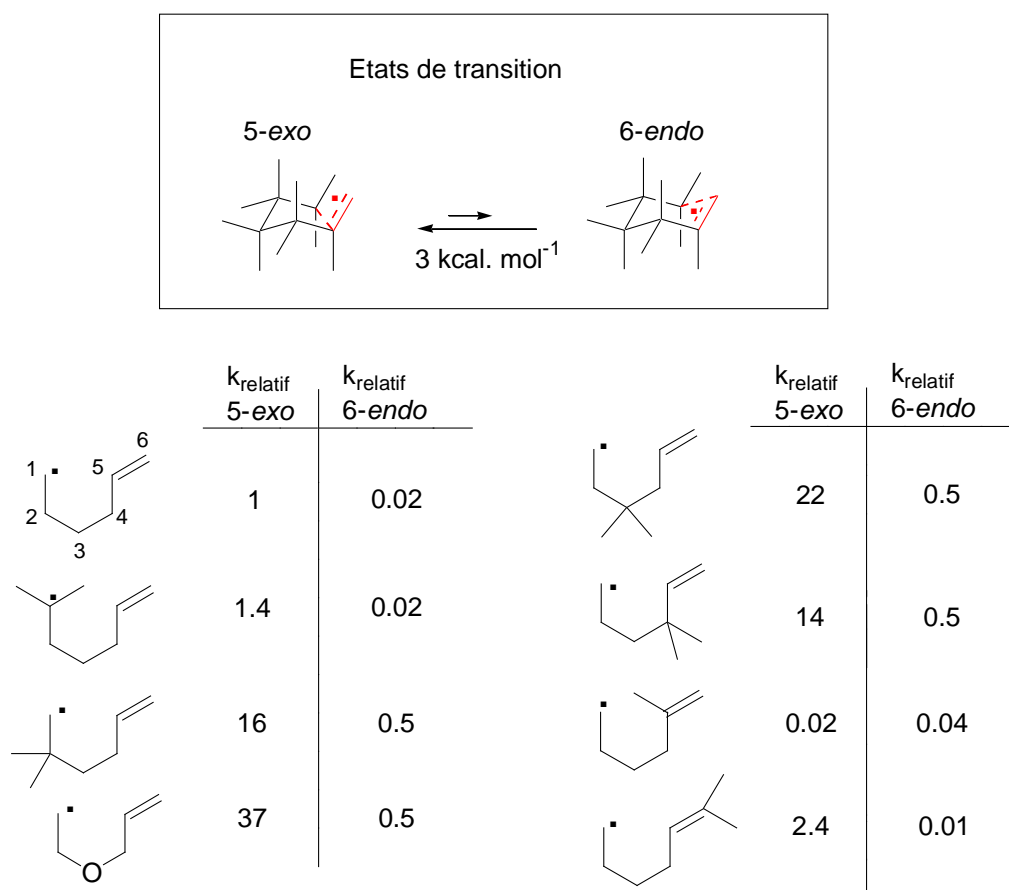 Etats de transition
5-exo
6-endo
3 kcal. mol-1
krelatif krelatif
5-exo 6-endo
1
2
3
4
5
6
1 0.02
1.4 0.02
16 0.5
O
37 0.5
krelatif krelatif
5-exo 6-endo
22 0.5
14 0.5
0.02 0.04
2.4 0.01